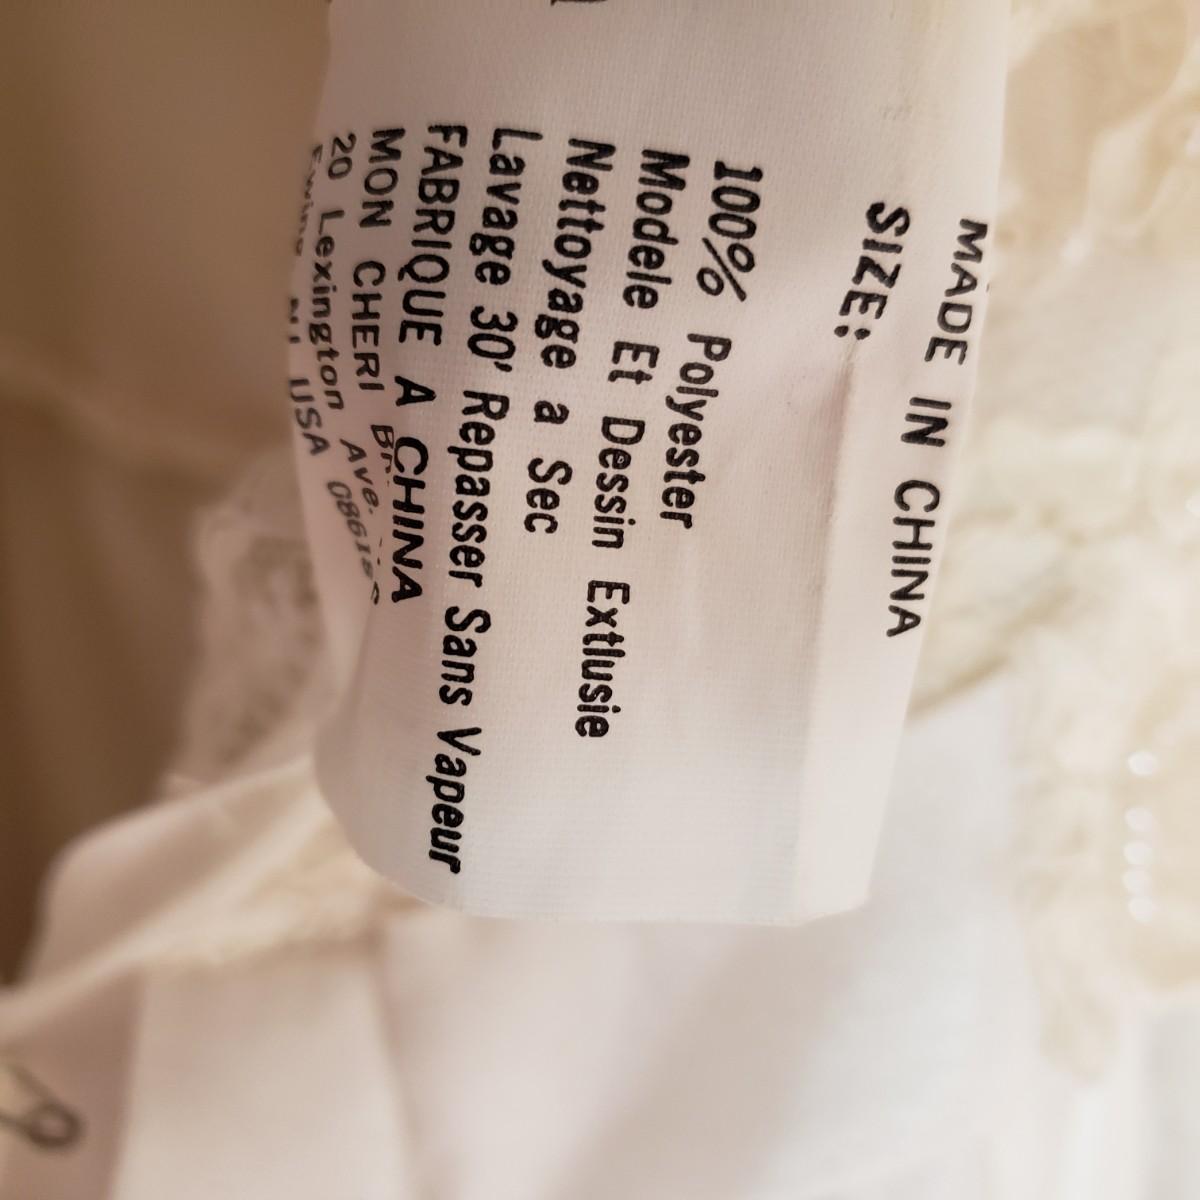 MADE IN CHINA
SIZE:
100% Polyester
Modele Et Dessin Extlusie
Nettoyage a Sec
Lavage 30' Repasser Sans Vapeur
FABRIQUE A CHINA
MON CHERI
20 Lexington Ave.
USA